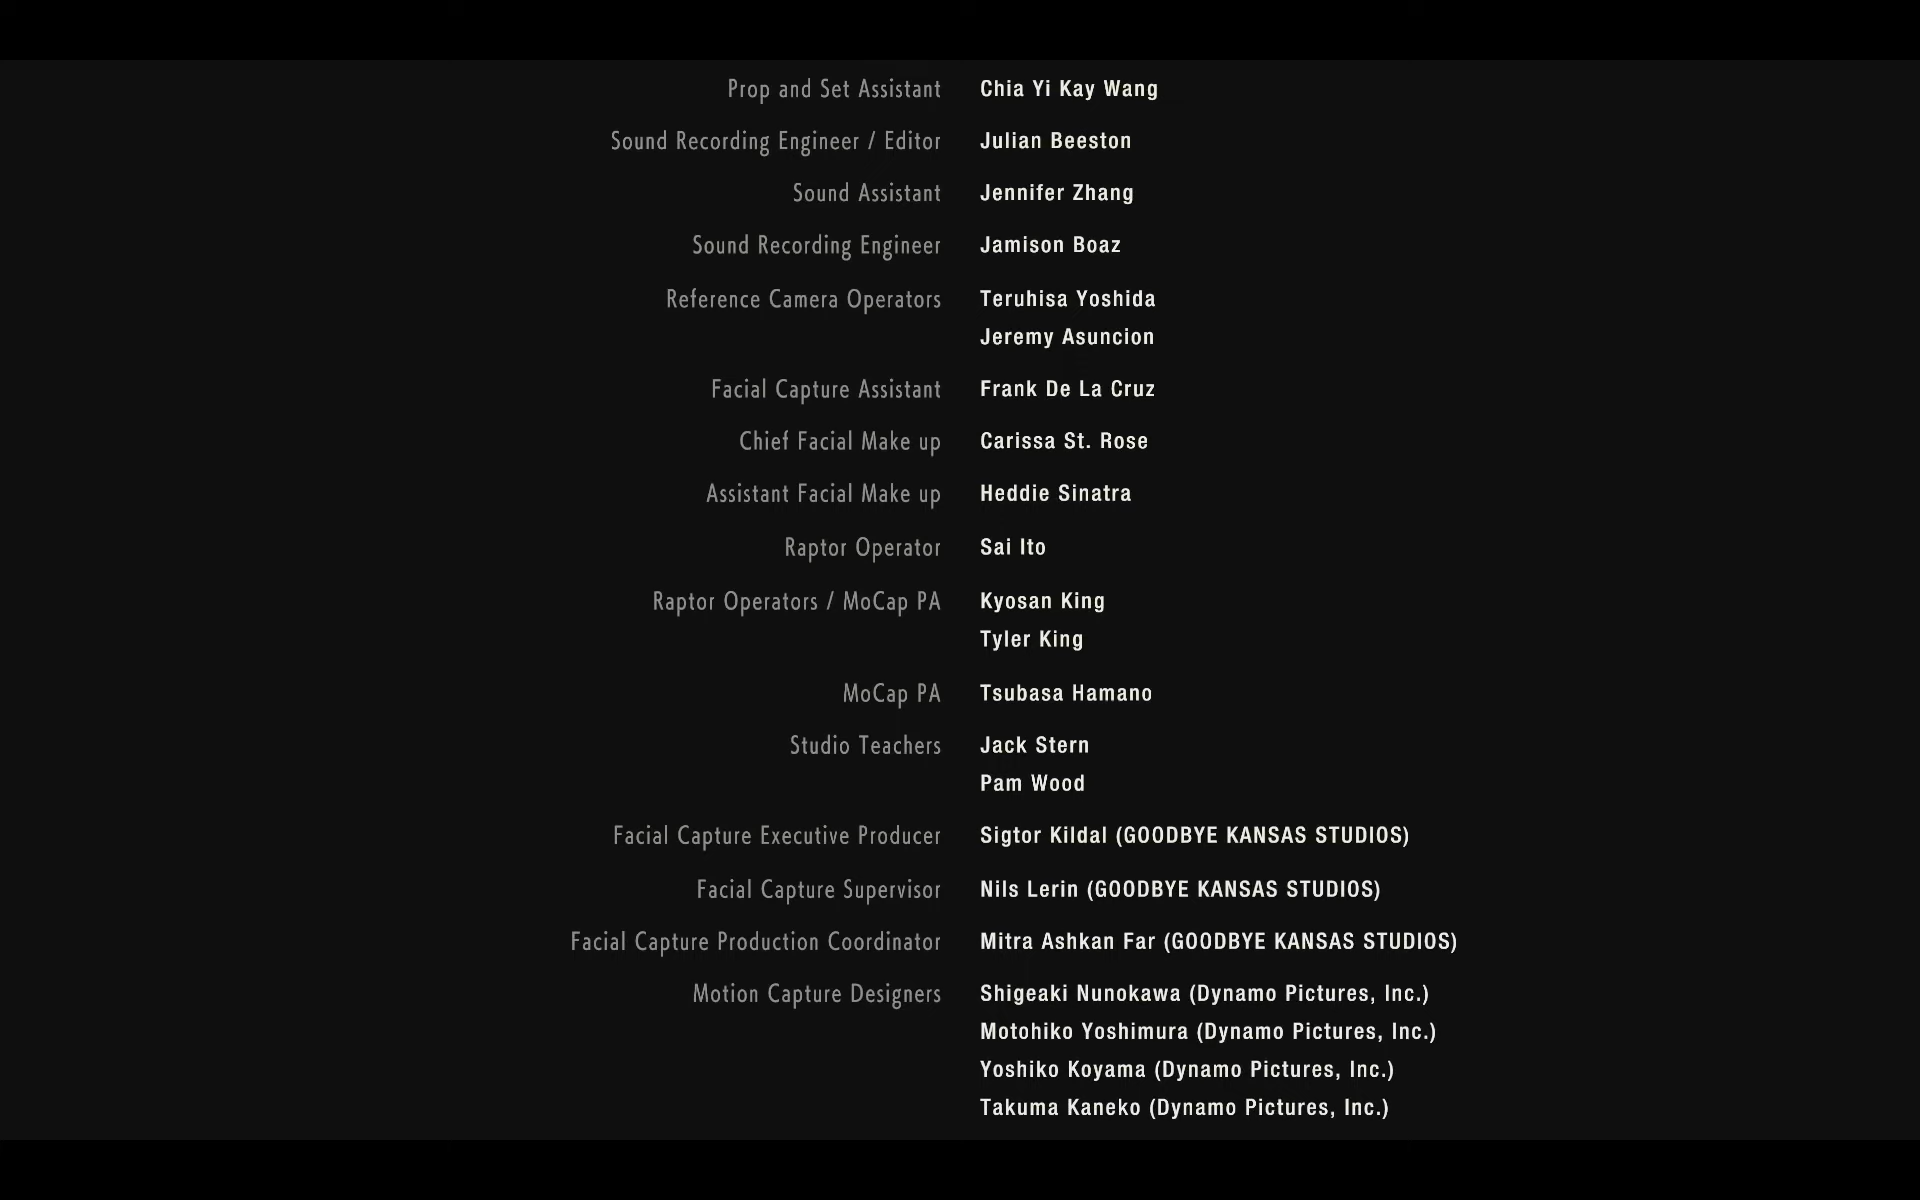 Prop and Set Assistant Chia Yi Kay Wang
Sound Recording Engineer / Editor Julian Beeston
Sound Assistant Jennifer Zhang
Sound Recording Engineer Jamison Boaz
Reference Camera Operators Teruhisa Yoshida
Jeremy Asuncion
Facial Capture Assistant Frank De La Cruz
Chief Facial Make up Carissa St. Rose
Assistant Facial Make up Heddie Sinatra
Raptor Operator Sai Ito
Raptor Operators / MoCap PA Kyosan King
Tyler King
MoCap PA Tsubasa Hamano
Studio Teachers Jack Stern
Pam Wood
Facial Capture Executive Producer Sigtor Kildal (GOODBYE KANSAS STUDIOS)
Facial Capture Supervisor Nils Lerin (GOODBYE KANSAS STUDIOS)
Facial Capture Production Coordinator Mitra Ashkan Far (GOODBYE KANSAS STUDIOS)
Motion Capture Designers Shigeaki Nunokawa (Dynamo Pictures, Inc.)
Motohiko Yoshimura (Dynamo Pictures, Inc.)
Yoshiko Koyama (Dynamo Pictures, Inc.)
Takuma Kaneko (Dynamo Pictures, Inc.)